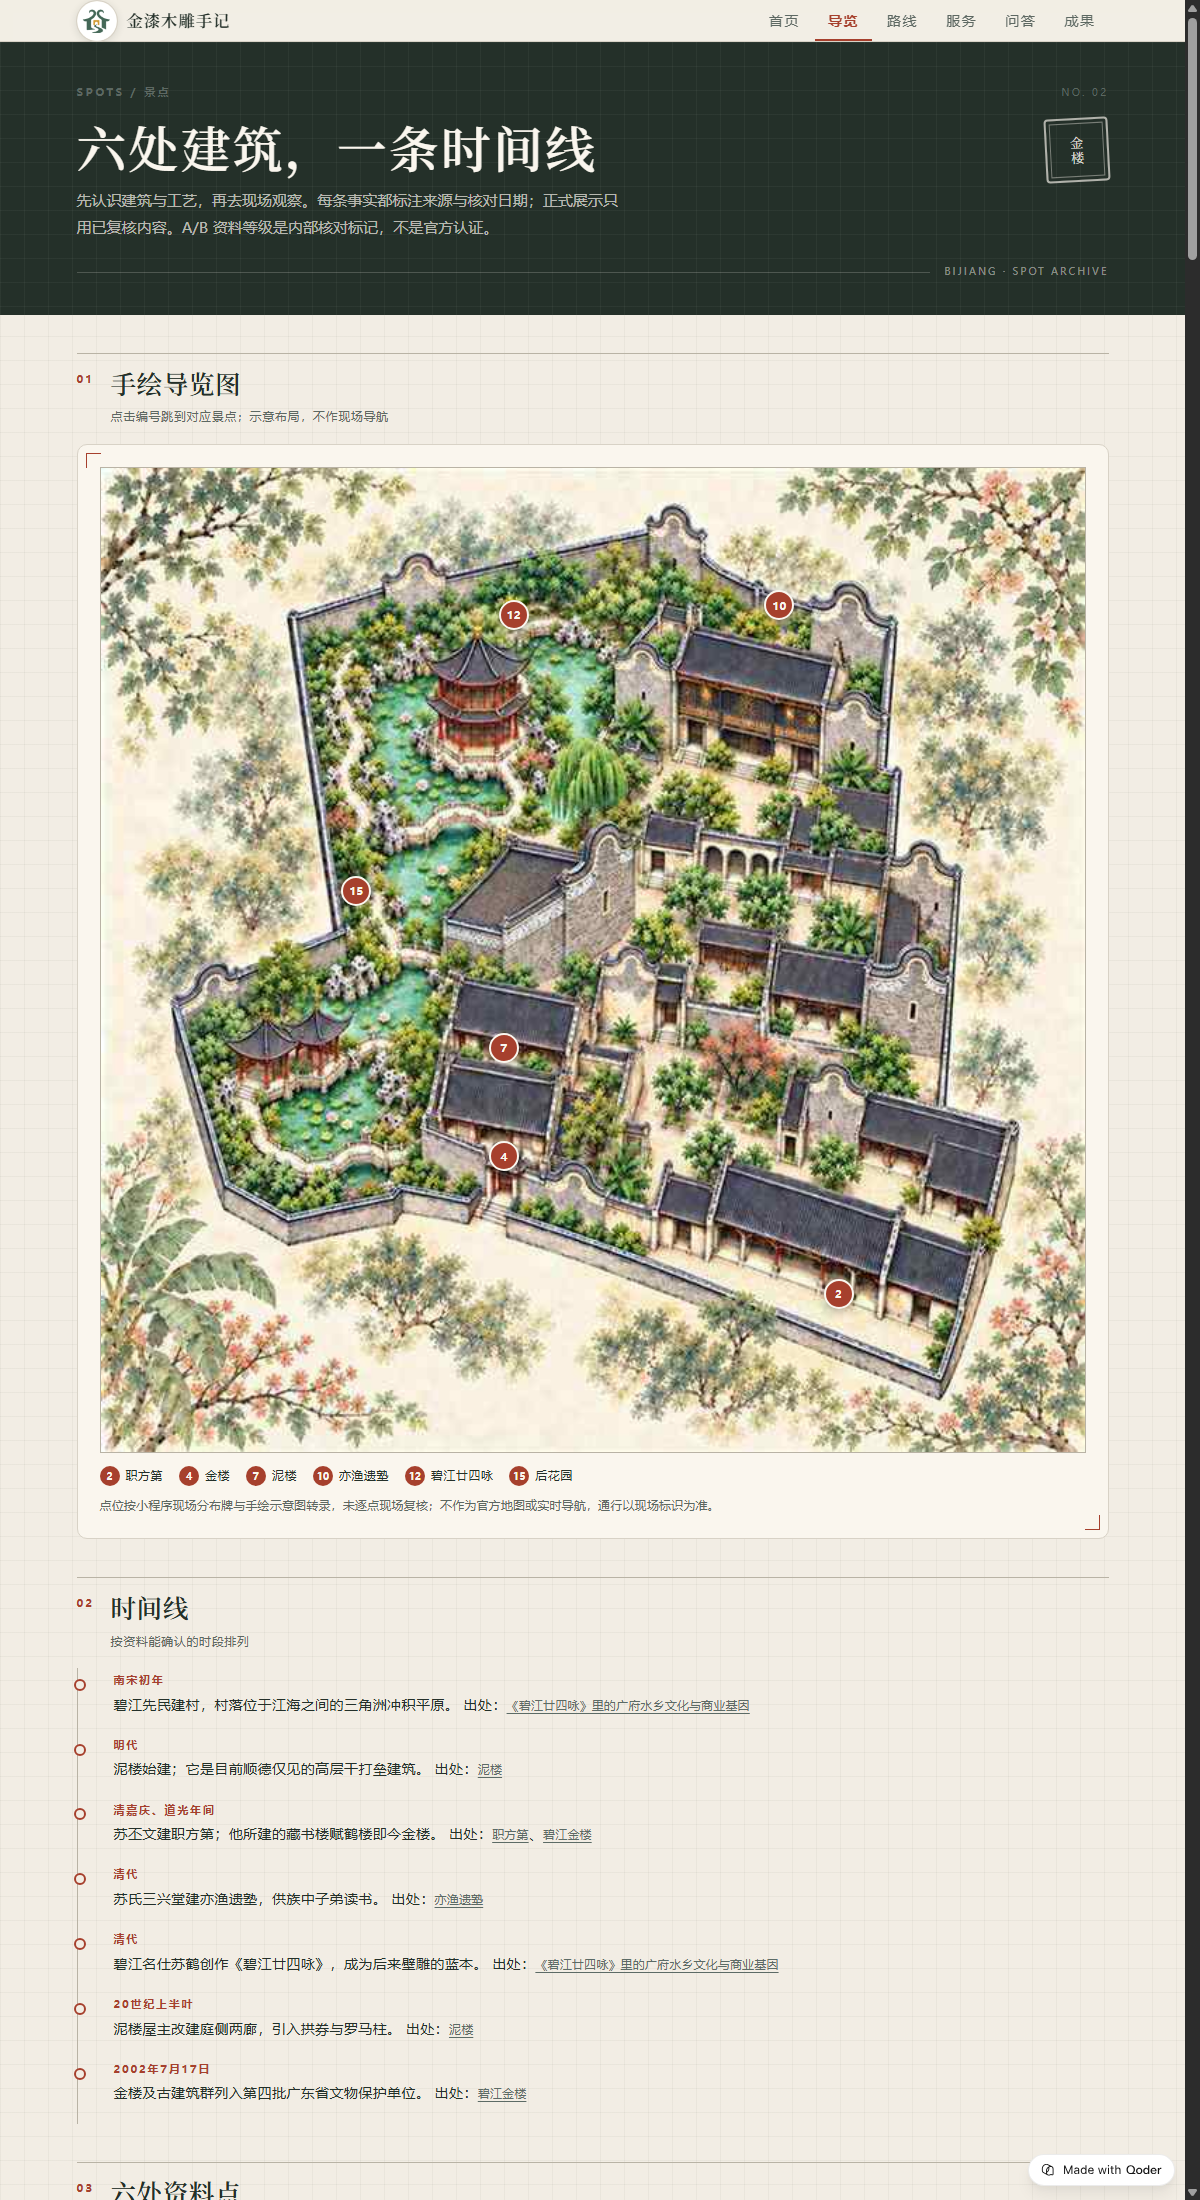 金漆木雕手记
首页 导览 路线 服务 问答 成果
SPOTS / 景点
NO. 02
六处建筑，一条时间线
金楼
先认识建筑与工艺，再去现场观察。每条事实都标注来源与核对日期；正式展示只
用已复核内容。A/B 资料等级是内部核对标记，不是官方认证。
BIJIANG · SPOT ARCHIVE
01 手绘导览图
点击编号跳到对应景点；示意布局，不作现场导航
12
10
15
7
4
2
2 职方第 4 金楼 7 泥楼 10 亦渔遗塾 12 碧江廿四咏 15 后花园
点位按小程序现场分布牌与手绘示意图转录，未逐点现场复核；不作为官方地图或实时导航，通行以现场标识为准。
02 时间线
按资料能确认的时段排列
南宋初年
碧江先民建村，村落位于江海之间的三角洲冲积平原。 出处：《碧江廿四咏》里的广府水乡文化与商业基因
明代
泥楼始建；它是目前顺德仅见的高层干打垒建筑。 出处：泥楼
清嘉庆、道光年间
苏丕文建职方第；他所建的藏书楼赋鹤楼即今金楼。 出处：职方第、碧江金楼
清代
苏氏三兴堂建亦渔遗塾，供族中子弟读书。 出处：亦渔遗塾
清代
碧江名仕苏鹤创作《碧江廿四咏》，成为后来壁雕的蓝本。 出处：《碧江廿四咏》里的广府水乡文化与商业基因
20世纪上半叶
泥楼屋主改建庭侧两廊，引入拱券与罗马柱。 出处：泥楼
2002年7月17日
金楼及古建筑群列入第四批广东省文物保护单位。 出处：碧江金楼
03 六处资料点
Made with Qoder